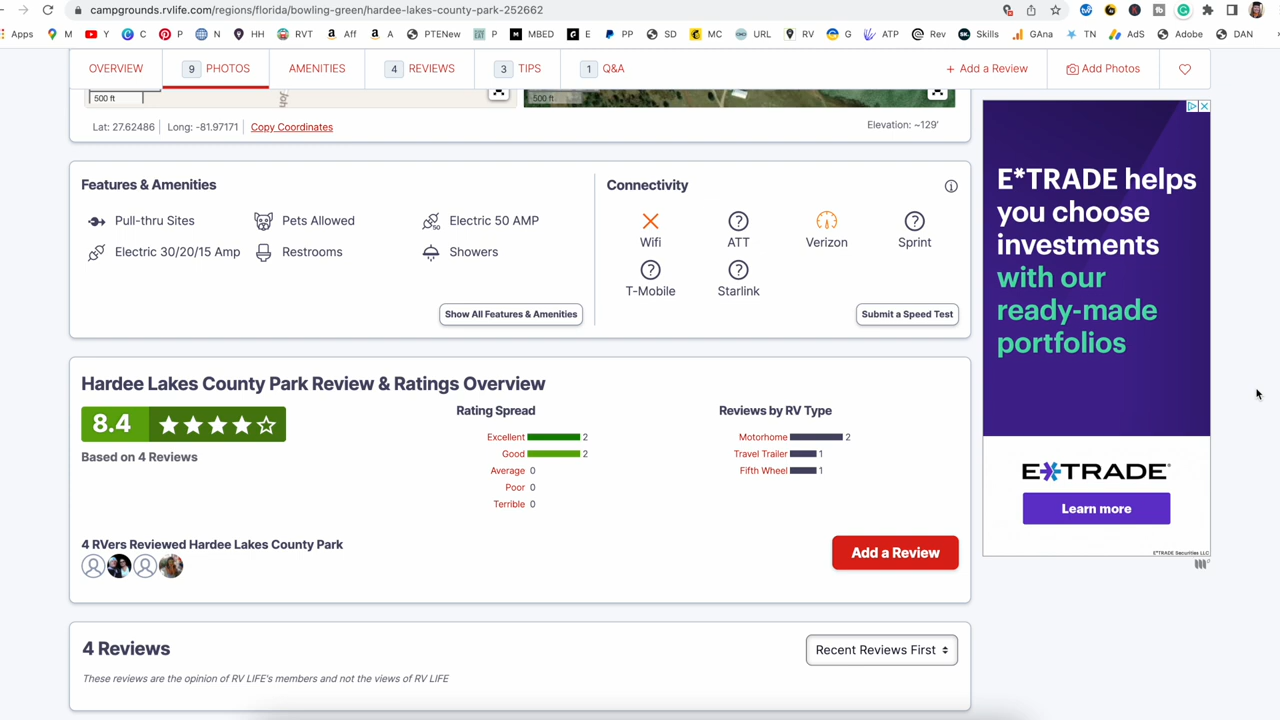 campgrounds.rvlife.com/regions/florida/bowling-green/hardee-lakes-county-park-252662
Apps M Y C P N HH RVT Aff A PTENew P MBED E PP SD MC URL RV G ATP Rev Skills GAna TN AdS Adobe DAN
OVERVIEW 9 PHOTOS AMENITIES 4 REVIEWS 3 TIPS 1 Q&A + Add a Review Add Photos
500 ft 500 ft
Lat: 27.62486 Long: -81.97171 Copy Coordinates Elevation: ~129'
Features & Amenities
Pull-thru Sites Pets Allowed Electric 50 AMP
Electric 30/20/15 Amp Restrooms Showers
Show All Features & Amenities
Connectivity
Wifi ATT Verizon Sprint
T-Mobile Starlink
Submit a Speed Test
Hardee Lakes County Park Review & Ratings Overview
8.4
Based on 4 Reviews
Rating Spread
Excellent 2
Good 2
Average 0
Poor 0
Terrible 0
Reviews by RV Type
Motorhome 2
Travel Trailer 1
Fifth Wheel 1
4 RVers Reviewed Hardee Lakes County Park
Add a Review
4 Reviews
Recent Reviews First
These reviews are the opinion of RV LIFE's members and not the views of RV LIFE
E*TRADE helps
you choose
investments
with our
ready-made
portfolios
E*TRADE
Learn more
E*TRADE Securities LLC